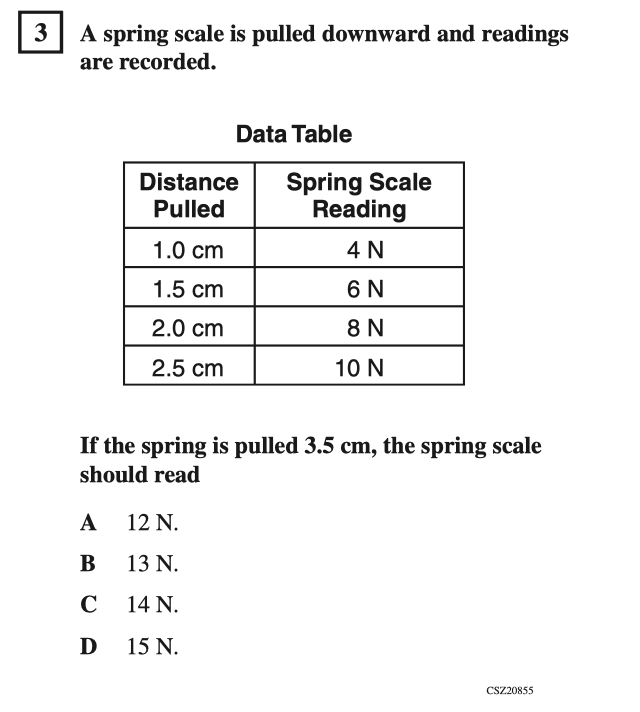 3 A spring scale is pulled downward and readings
are recorded.
Data Table
Distance Pulled Spring Scale Reading
1.0 cm 4 N
1.5 cm 6 N
2.0 cm 8 N
2.5 cm 10 N
If the spring is pulled 3.5 cm, the spring scale
should read
A 12 N.
B 13 N.
C 14 N.
D 15 N.
CSZ20855